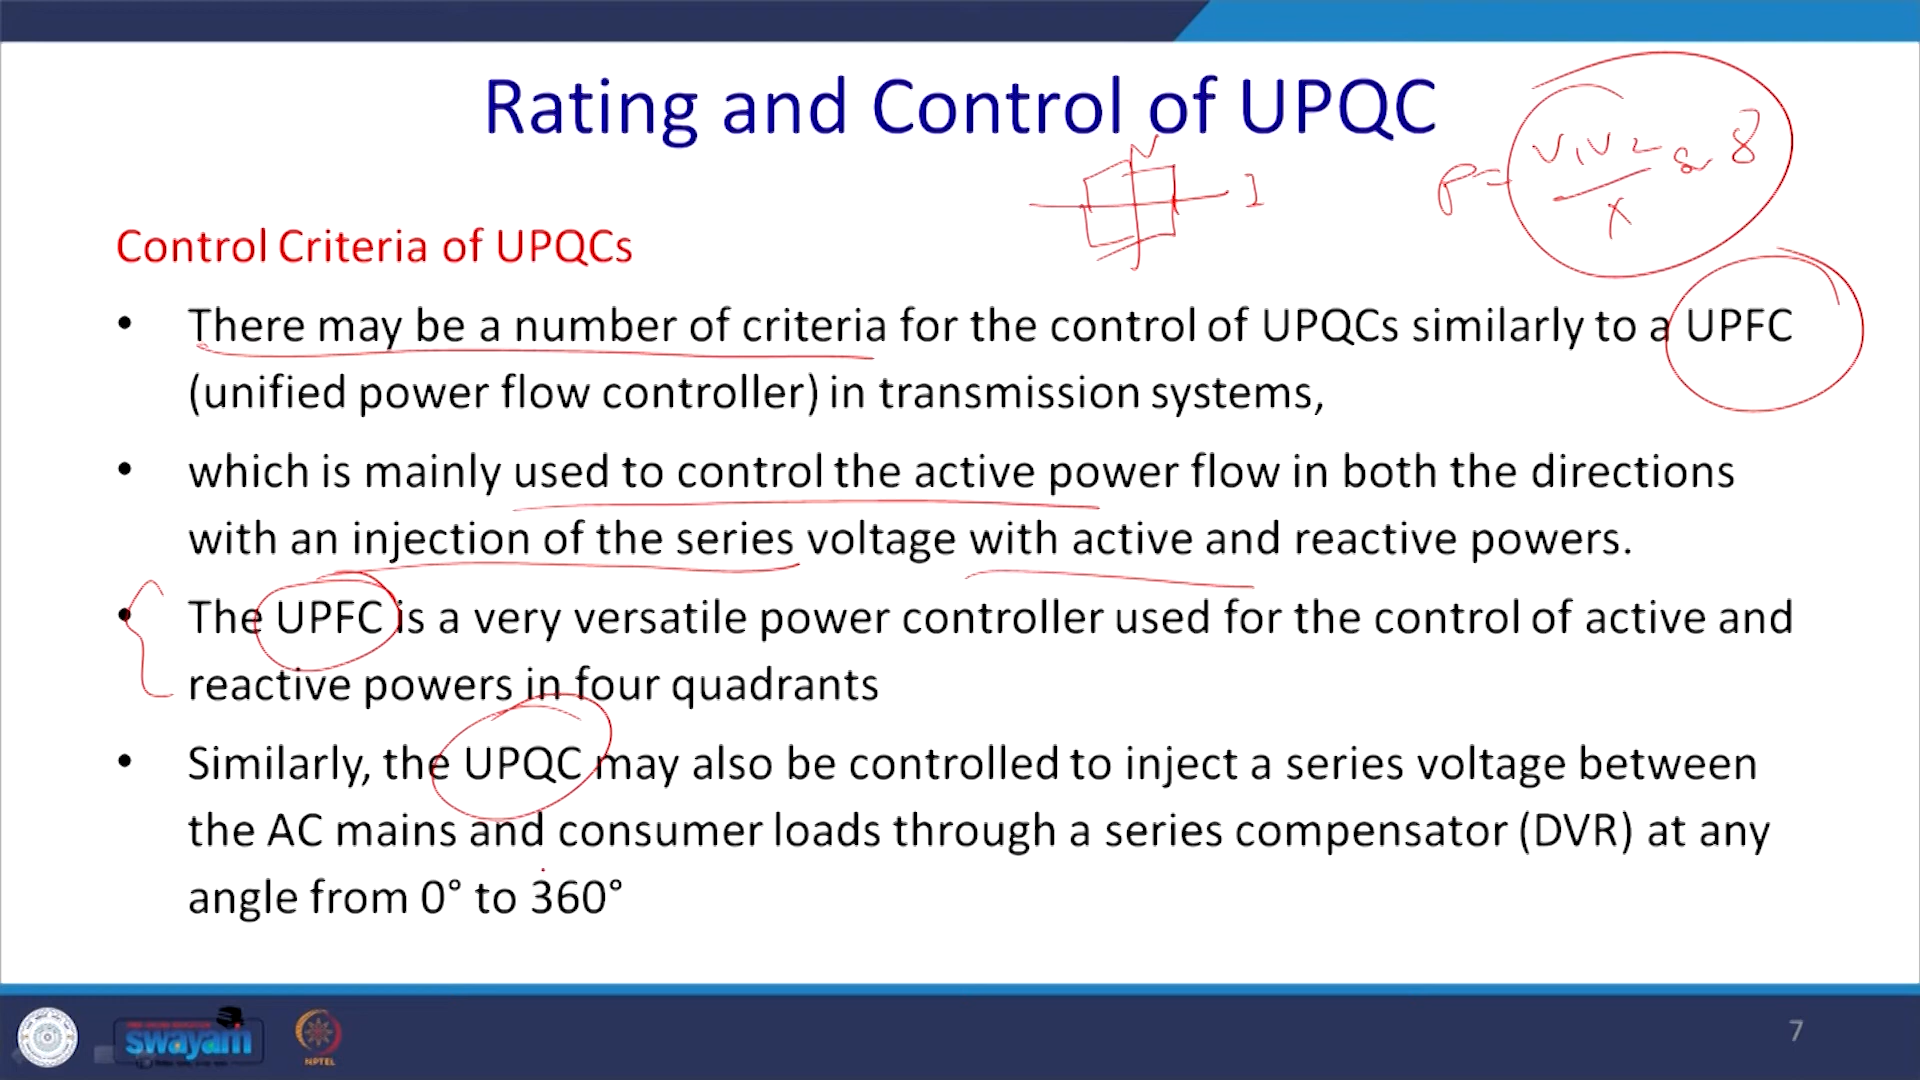 Rating and Control of UPQC
V
I
P = V1V2 / X sin δ
Control Criteria of UPQCs
• There may be a number of criteria for the control of UPQCs similarly to a UPFC
(unified power flow controller) in transmission systems,
• which is mainly used to control the active power flow in both the directions
with an injection of the series voltage with active and reactive powers.
• The UPFC is a very versatile power controller used for the control of active and
reactive powers in four quadrants
• Similarly, the UPQC may also be controlled to inject a series voltage between
the AC mains and consumer loads through a series compensator (DVR) at any
angle from 0° to 360°
swayam
NPTEL
7